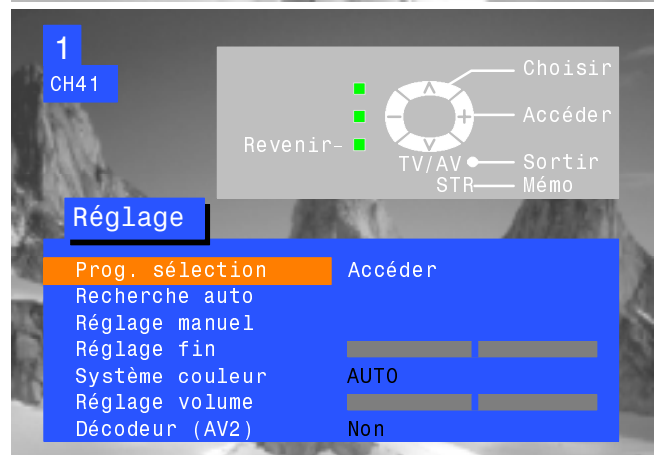 1
CH41
Choisir
Accéder
Revenir-
TV/AV Sortir
STR Mémo
Réglage
Prog. sélection Accéder
Recherche auto
Réglage manuel
Réglage fin
Système couleur AUTO
Réglage volume
Décodeur (AV2) Non